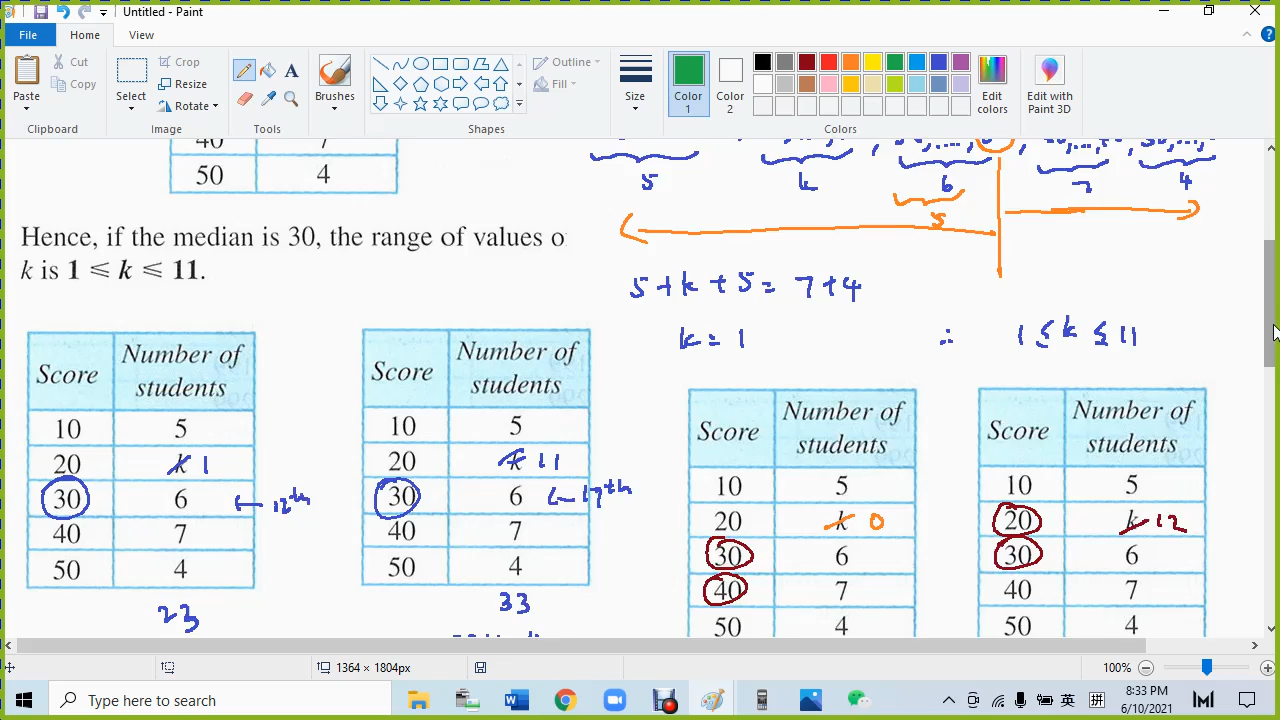 Untitled - Paint
File Home View
Paste
Cut
Copy
Clipboard
Select
Crop
Resize
Rotate
Image
Tools
Brushes
Shapes
Outline
Fill
Size
Color
1
Color
2
Colors
Edit
colors
Edit with
Paint 3D
40 7
50 4
5 k 6 7 4
5
Hence, if the median is 30, the range of values o
k is 1 ⩽ k ⩽ 11.
5 + k + 5 = 7 + 4
k = 1 ∴ 1 ≤ k ≤ 11
Score Number of students
10 5
20 k 1
30 6 ← 12th
40 7
50 4
23
Score Number of students
10 5
20 k 11
30 6 ← 17th
40 7
50 4
33
Score Number of students
10 5
20 k 0
30 6
40 7
50 4
Score Number of students
10 5
20 k 12
30 6
40 7
50 4
1364 × 1804px
100%
Type here to search
英
拼
8:33 PM
6/10/2021